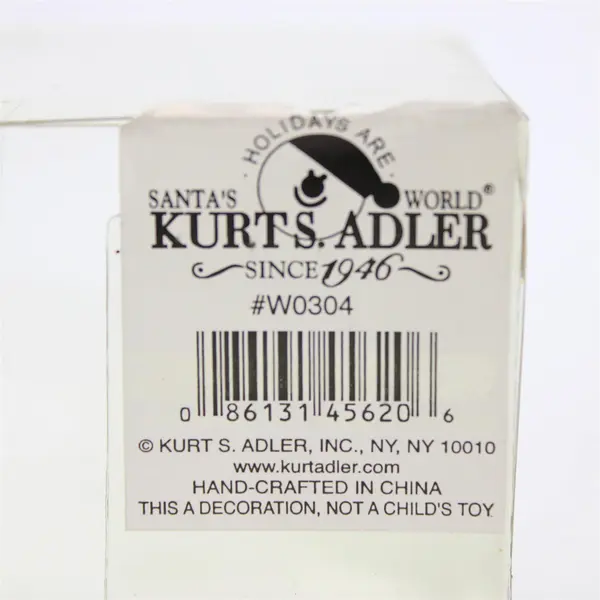 · HOLIDAYS ARE ·
SANTA'S WORLD®
KURT S. ADLER
SINCE 1946
#W0304
0 86131 45620 6
© KURT S. ADLER, INC., NY, NY 10010
www.kurtadler.com
HAND-CRAFTED IN CHINA
THIS A DECORATION, NOT A CHILD'S TOY